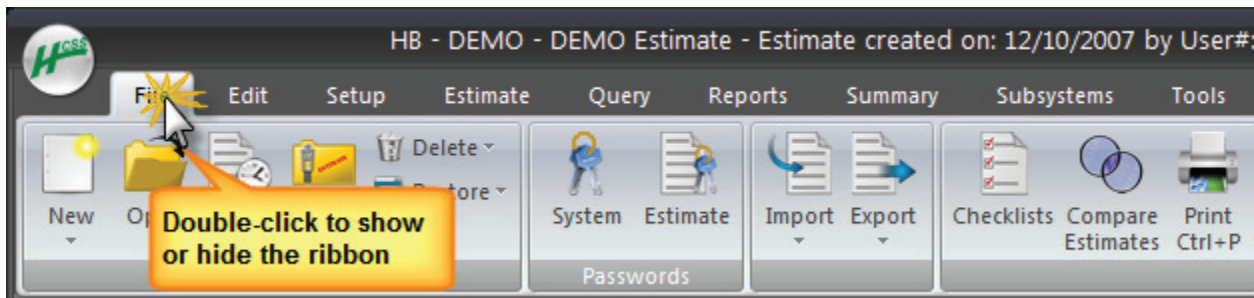 HCSS
HB - DEMO - DEMO Estimate - Estimate created on: 12/10/2007 by User#:
File Edit Setup Estimate Query Reports Summary Subsystems Tools
Delete
New
System Estimate
Import Export
Checklists Compare Estimates
Print Ctrl+P
Double-click to show
or hide the ribbon
Passwords